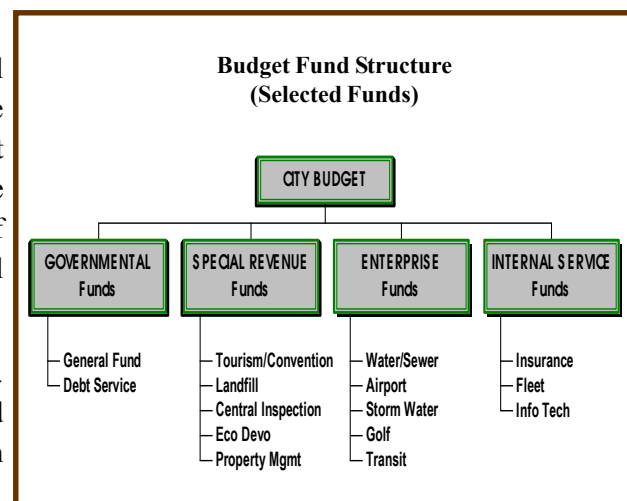 Budget Fund Structure
(Selected Funds)
CITY BUDGET
GOVERNMENTAL
Funds
SPECIAL REVENUE
Funds
ENTERPRISE
Funds
INTERNAL SERVICE
Funds
General Fund
Debt Service
Tourism/Convention
Landfill
Central Inspection
Eco Devo
Property Mgmt
Water/Sewer
Airport
Storm Water
Golf
Transit
Insurance
Fleet
Info Tech